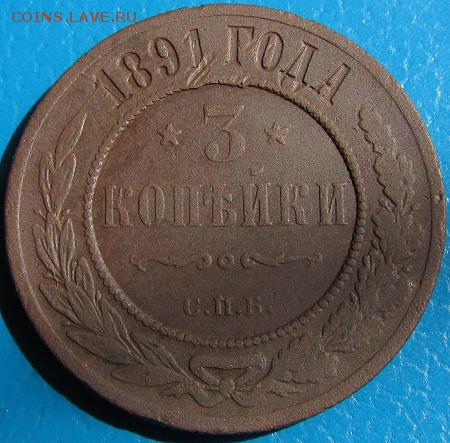 COINS.LAVE.RU
1891 ГОДА
3
КОПѢЙКИ
С.П.Б.